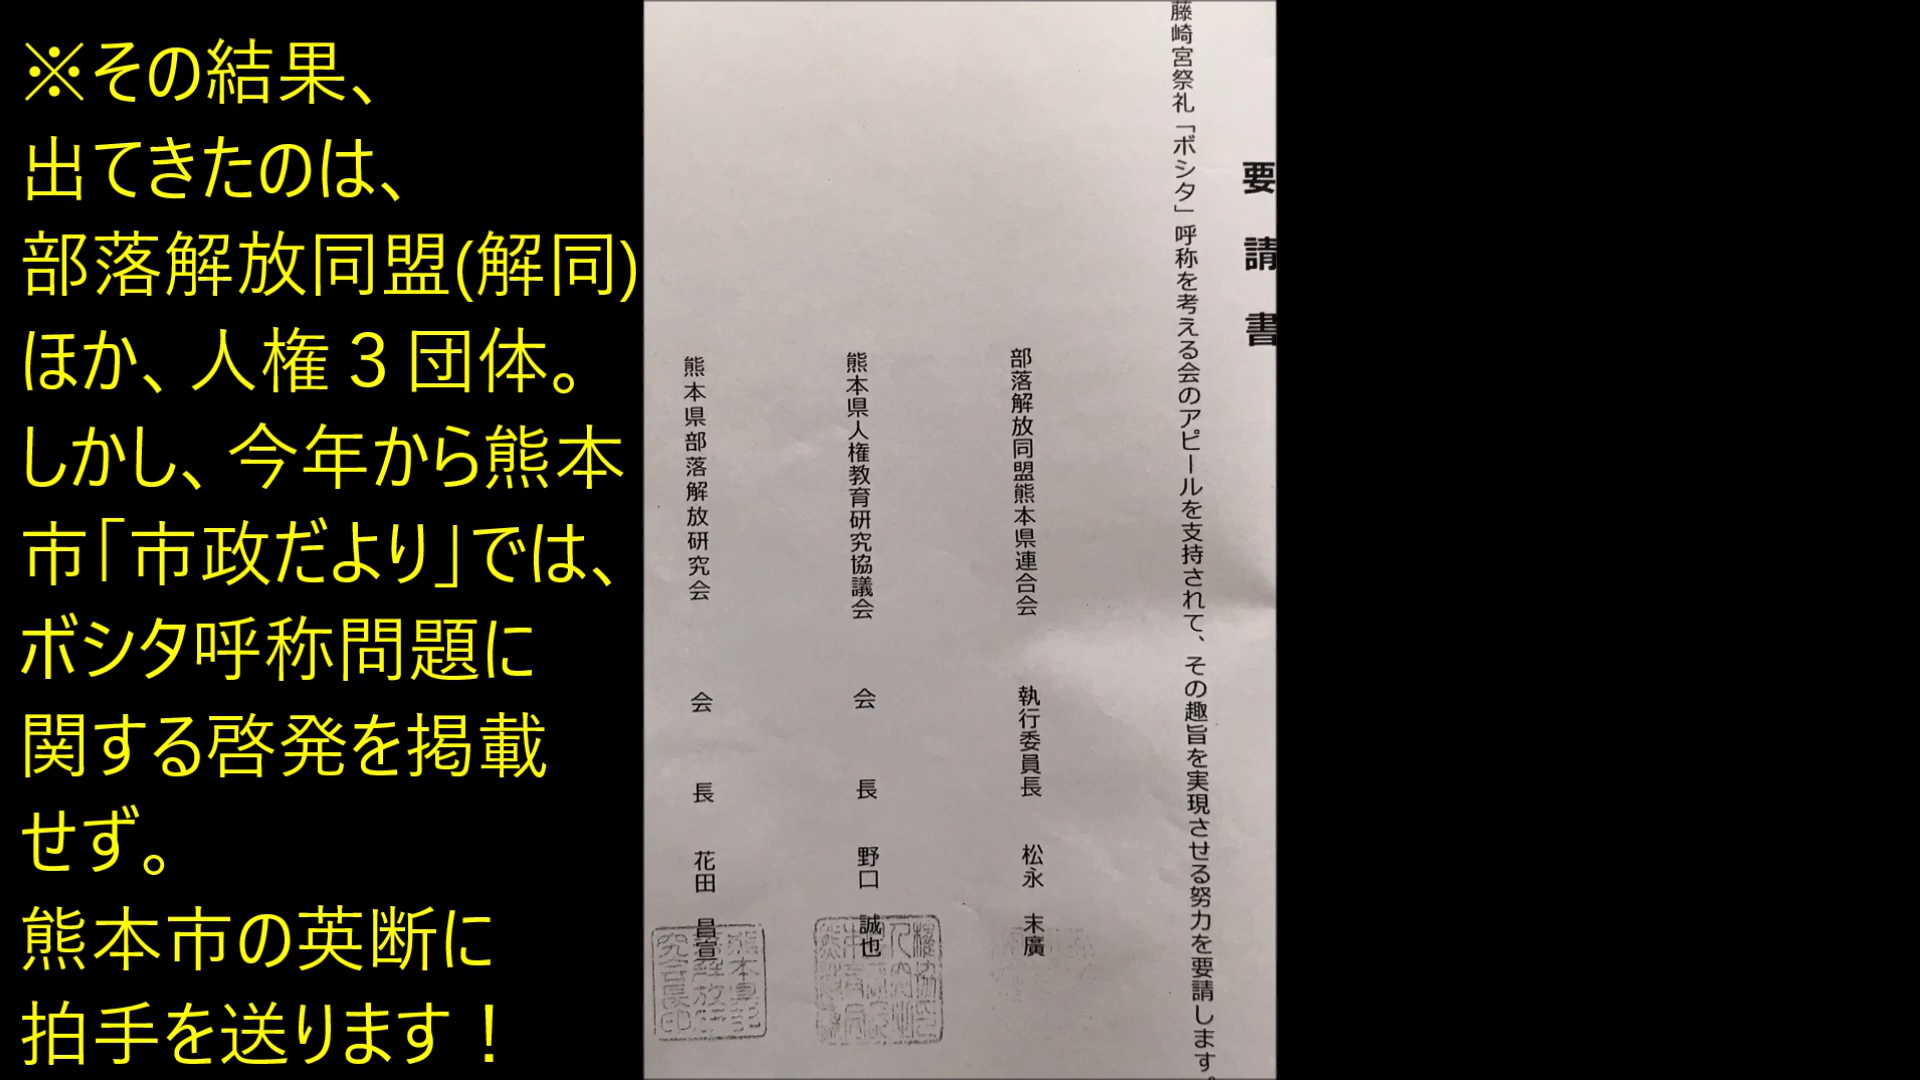 ※その結果、
出てきたのは、
部落解放同盟(解同)
ほか、人権３団体。
しかし、今年から熊本
市「市政だより」では、
ボシタ呼称問題に
関する啓発を掲載
せず。
熊本市の英断に
拍手を送ります！
要請書
藤崎宮祭礼「ボシタ」呼称を考える会のアピールを支持されて、その趣旨を実現させる努力を要請します。
部落解放同盟熊本県連合会 執行委員長 松永 末廣
熊本県人権教育研究協議会 会長 野口 誠也
熊本県部落解放研究会 会長 花田 昌宣